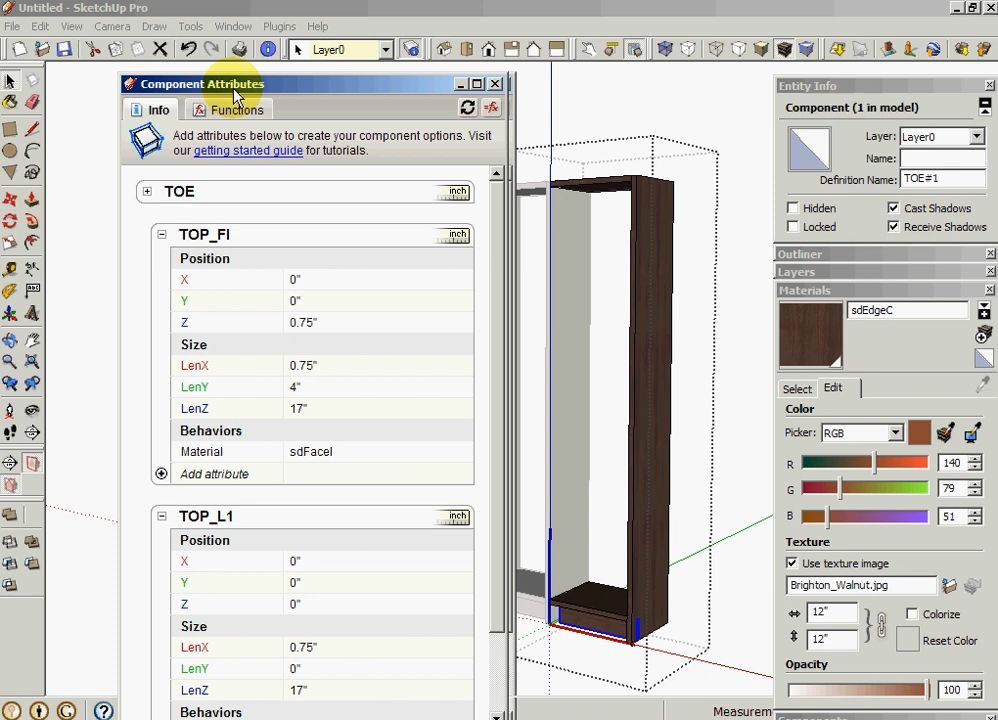 Untitled - SketchUp Pro
File Edit View Camera Draw Tools Window Plugins Help
Layer0
Component Attributes
Info Functions
Add attributes below to create your component options. Visit
our getting started guide for tutorials.
TOE inch
TOP_FI inch
Position
X 0"
Y 0"
Z 0.75"
Size
LenX 0.75"
LenY 4"
LenZ 17"
Behaviors
Material sdFaceI
Add attribute
TOP_L1 inch
Position
X 0"
Y 0"
Z 0"
Size
LenX 0.75"
LenY 0"
LenZ 17"
Behaviors
Entity Info
Component (1 in model)
Layer: Layer0
Name:
Definition Name: TOE#1
Hidden Cast Shadows
Locked Receive Shadows
Outliner
Layers
Materials
sdEdgeC
Select Edit
Color
Picker: RGB
R 140
G 79
B 51
Texture
Use texture image
Brighton_Walnut.jpg
12" Colorize
12" Reset Color
Opacity
100
Measurem